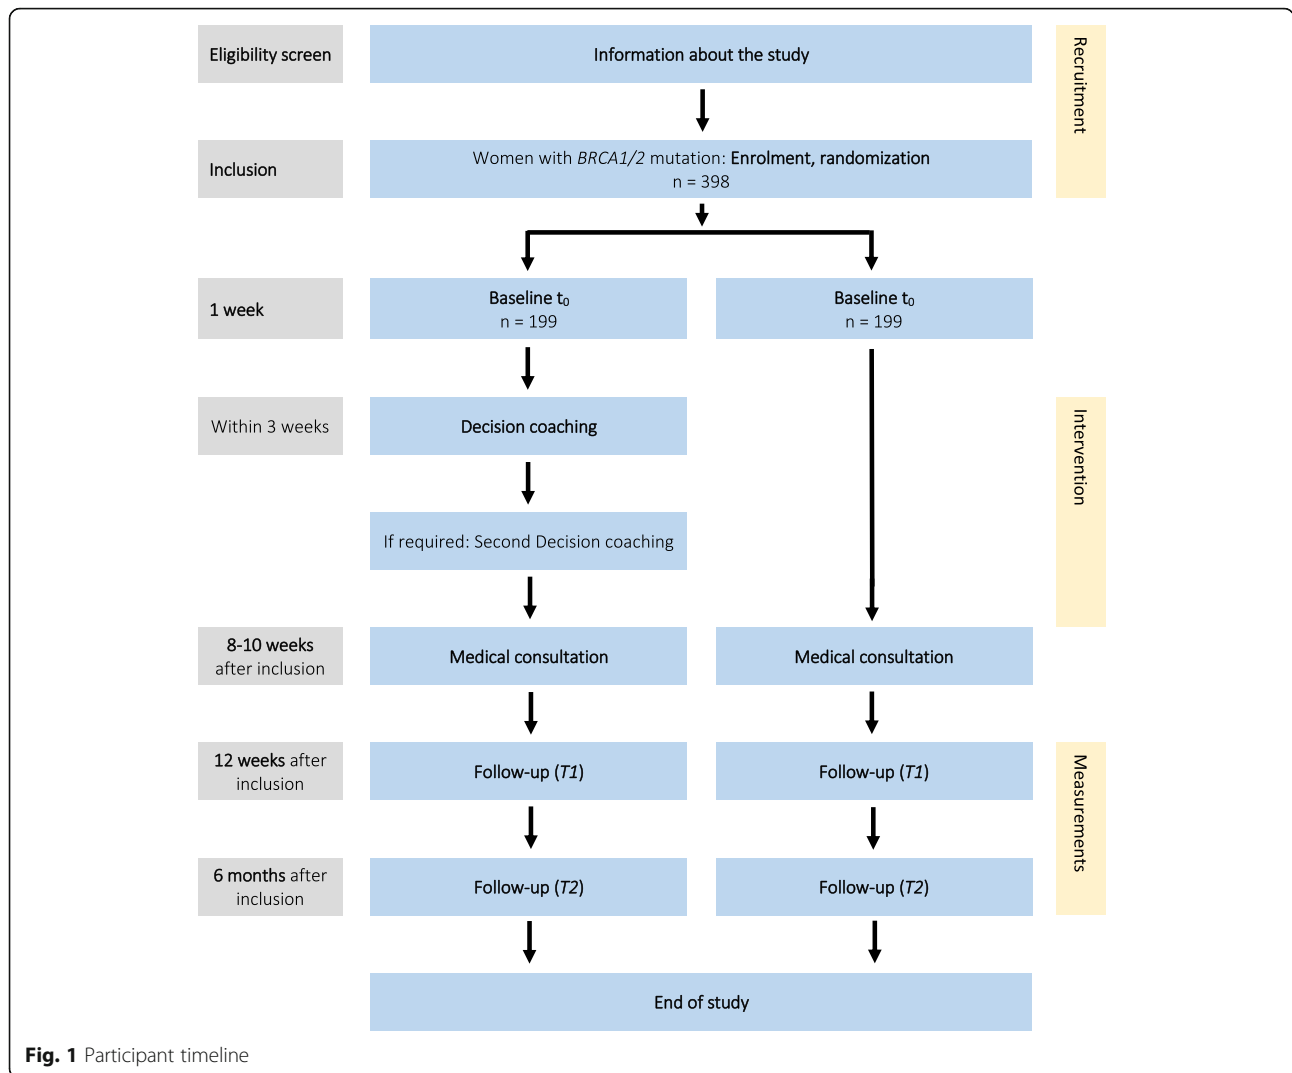 Eligibility screen
Information about the study
Recruitment
Inclusion
Women with BRCA1/2 mutation: Enrolment, randomization
n = 398
1 week
Baseline t₀
n = 199
Baseline t₀
n = 199
Within 3 weeks
Decision coaching
Intervention
If required: Second Decision coaching
8-10 weeks
after inclusion
Medical consultation
Medical consultation
12 weeks after
inclusion
Follow-up (T1)
Follow-up (T1)
Measurements
6 months after
inclusion
Follow-up (T2)
Follow-up (T2)
End of study
Fig. 1 Participant timeline